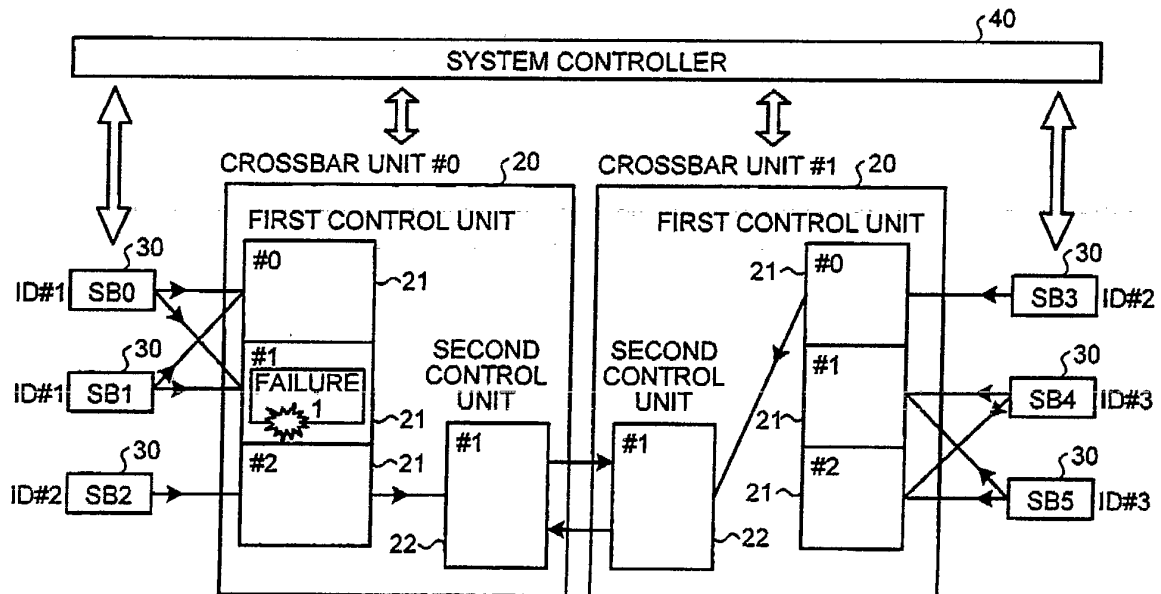 40
SYSTEM CONTROLLER
CROSSBAR UNIT #0
20
CROSSBAR UNIT #1
20
FIRST CONTROL UNIT
FIRST CONTROL UNIT
30
ID#1
SB0
#0
21
21
#0
30
SB3
ID#2
30
ID#1
SB1
#1
FAILURE
1
21
SECOND
CONTROL
UNIT
SECOND
CONTROL
UNIT
#1
21
30
SB4
ID#3
30
ID#2
SB2
#2
21
#1
22
#1
22
#2
21
30
SB5
ID#3